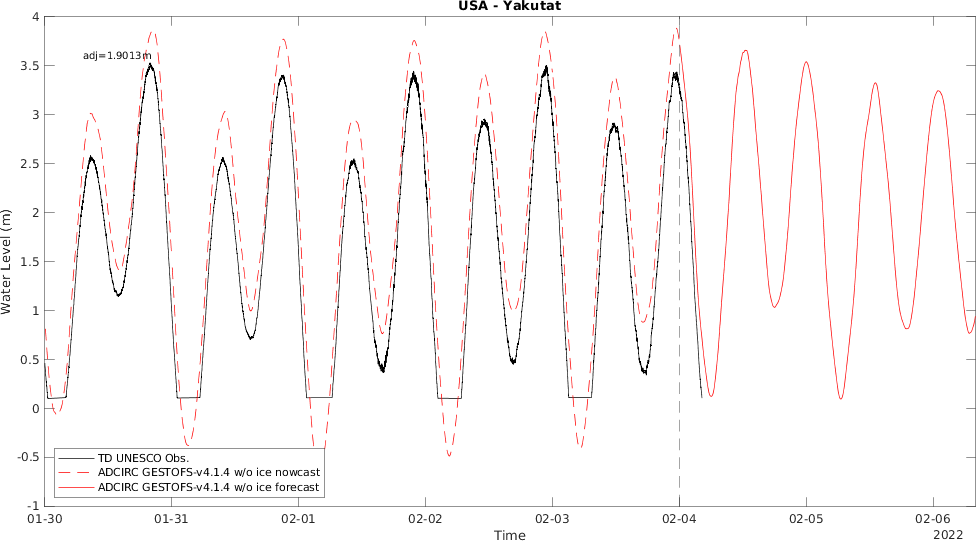 USA - Yakutat
adj=1.9013m
4
3.5
3
2.5
2
1.5
1
0.5
0
-0.5
-1
Water Level (m)
TD UNESCO Obs.
ADCIRC GESTOFS-v4.1.4 w/o ice nowcast
ADCIRC GESTOFS-v4.1.4 w/o ice forecast
01-30 01-31 02-01 02-02 02-03 02-04 02-05 02-06
Time 2022